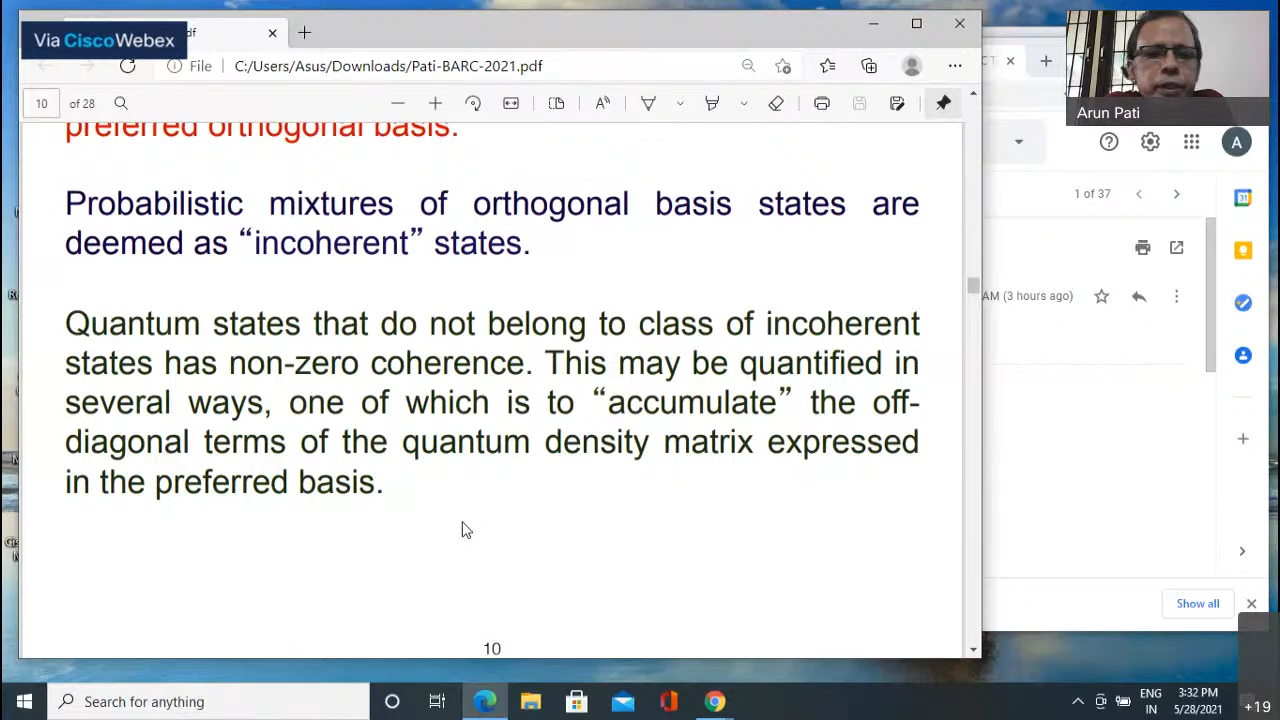 Via CiscoWebex
df
File
C:/Users/Asus/Downloads/Pati-BARC-2021.pdf
10 of 28
Arun Pati
A
1 of 37
31
AM (3 hours ago)
preferred orthogonal basis.
Probabilistic mixtures of orthogonal basis states are
deemed as “incoherent” states.
Quantum states that do not belong to class of incoherent
states has non-zero coherence. This may be quantified in
several ways, one of which is to “accumulate” the off-
diagonal terms of the quantum density matrix expressed
in the preferred basis.
10
Show all
Search for anything
ENG
IN
3:32 PM
5/28/2021
+19